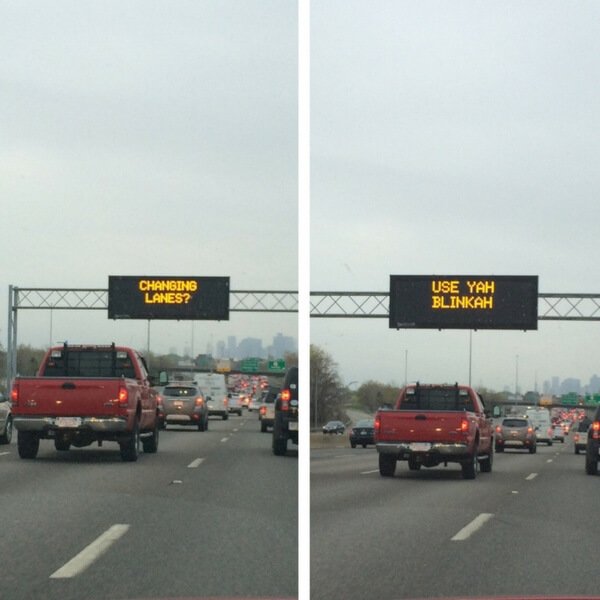 CHANGING
LANES?
USE YAH
BLINKAH